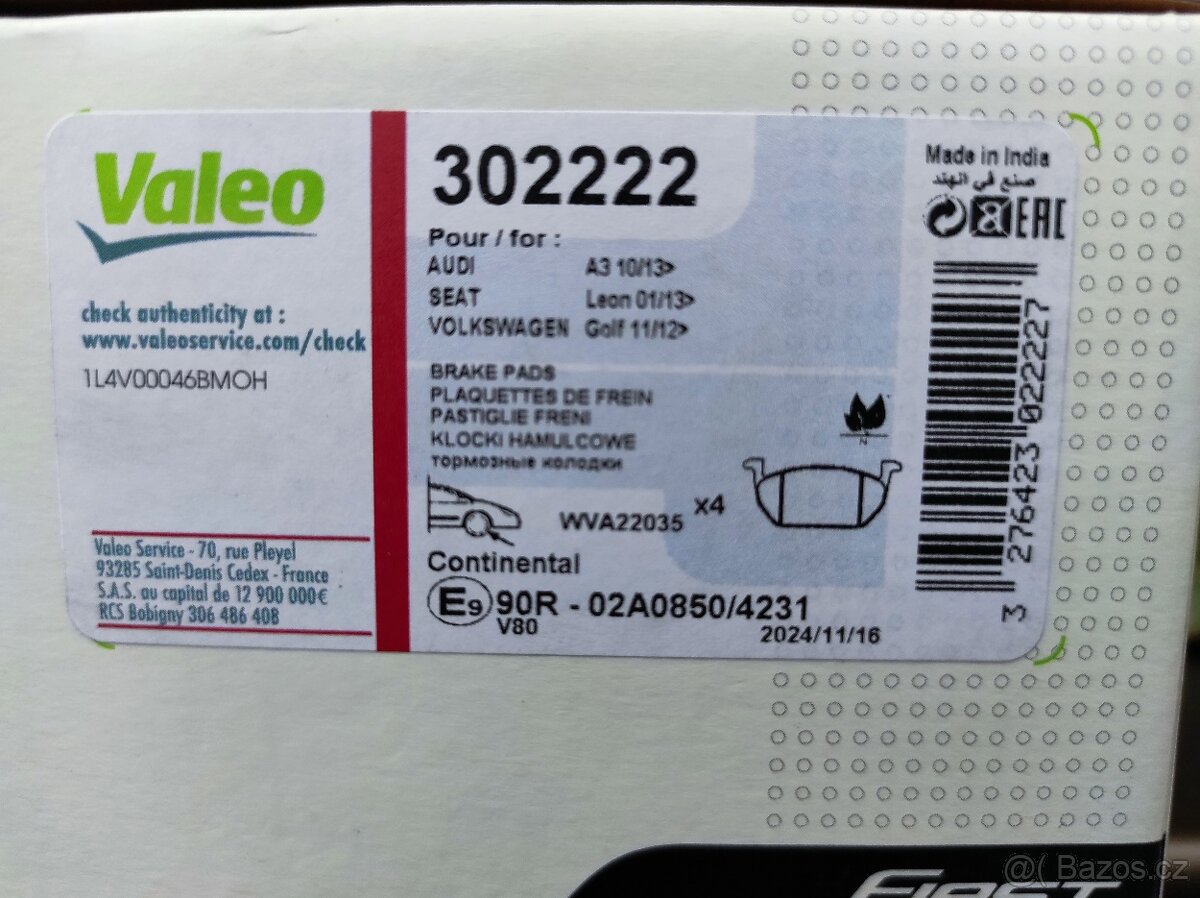 Valeo
check authenticity at :
www.valeoservice.com/check
1L4V00046BMOH
Valeo Service - 70, rue Pleyel
93285 Saint-Denis Cedex - France
S.A.S. au capital de 12 900 000€
RCS Bobigny 306 486 408
302222
Pour / for :
AUDI A3 10/13>
SEAT Leon 01/13>
VOLKSWAGEN Golf 11/12>
BRAKE PADS
PLAQUETTES DE FREIN
PASTIGLIE FRENI
KLOCKI HAMULCOWE
тормозные колодки
N
WVA22035 x4
Continental
E9 90R - 02A0850/4231
V80
2024/11/16
Made in India
صنع في الهند
EAC
3 276423 022227
FIRST
@( Bazos.cz